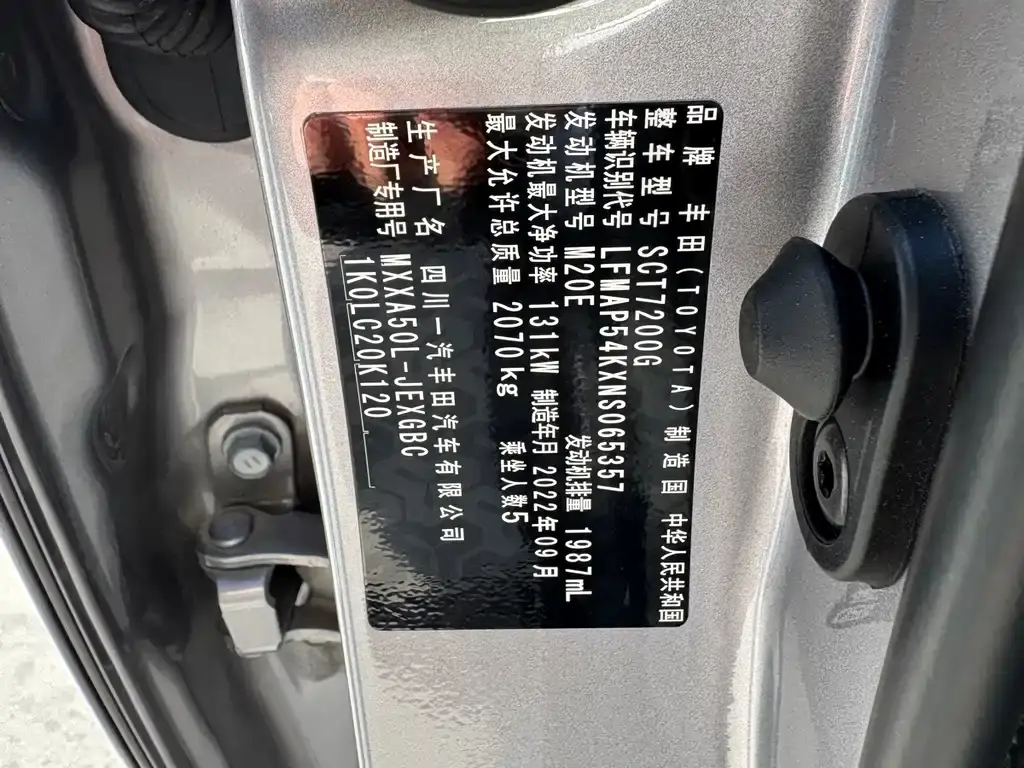 品牌 丰田(TOYOTA) 制造国 中华人民共和国
整车型号 SCT7200G
车辆识别代号 LFMAP54KXNS065357
发动机型号 M20E 发动机排量 1987mL
发动机最大净功率 131kW 制造年月 2022年09月
最大允许总质量 2070kg 乘坐人数5
生产厂名 四川一汽丰田汽车有限公司
制造厂专用号 MXXA50L-JEXGBC
1K0LC20K120